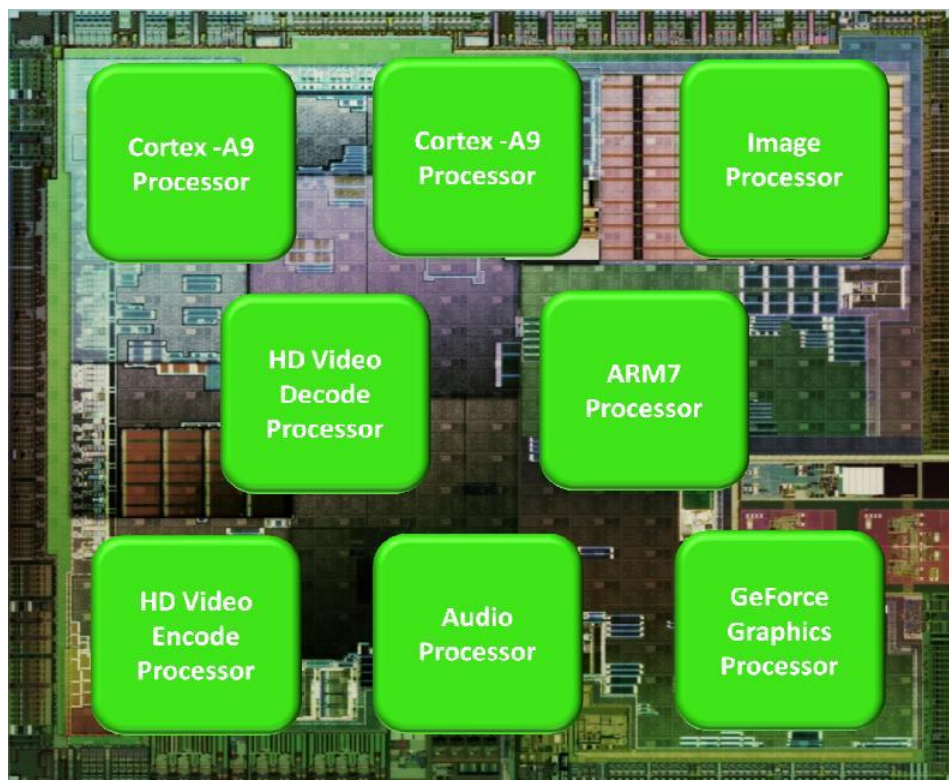 Cortex -A9
Processor
Cortex -A9
Processor
Image
Processor
HD Video
Decode
Processor
ARM7
Processor
HD Video
Encode
Processor
Audio
Processor
GeForce
Graphics
Processor